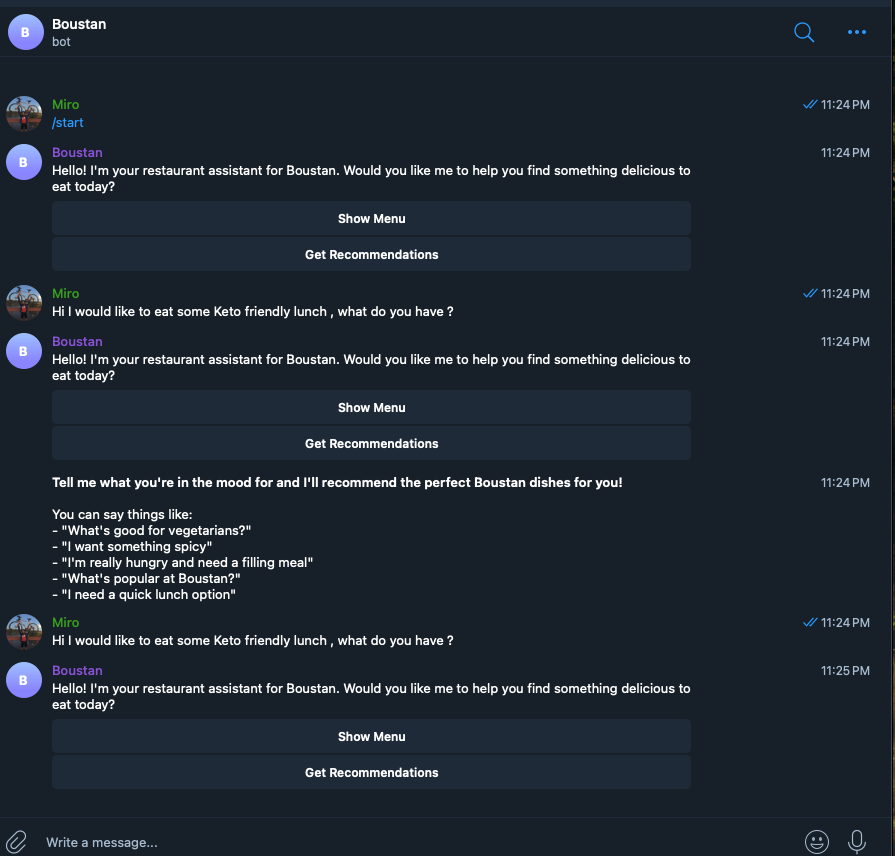 B
Boustan
bot
Miro
11:24 PM
/start
B
Boustan
11:24 PM
Hello! I'm your restaurant assistant for Boustan. Would you like me to help you find something delicious to
eat today?
Show Menu
Get Recommendations
Miro
11:24 PM
Hi I would like to eat some Keto friendly lunch , what do you have ?
B
Boustan
11:24 PM
Hello! I'm your restaurant assistant for Boustan. Would you like me to help you find something delicious to
eat today?
Show Menu
Get Recommendations
Tell me what you're in the mood for and I'll recommend the perfect Boustan dishes for you!
11:24 PM
You can say things like:
- "What's good for vegetarians?"
- "I want something spicy"
- "I'm really hungry and need a filling meal"
- "What's popular at Boustan?"
- "I need a quick lunch option"
Miro
11:24 PM
Hi I would like to eat some Keto friendly lunch , what do you have ?
B
Boustan
11:25 PM
Hello! I'm your restaurant assistant for Boustan. Would you like me to help you find something delicious to
eat today?
Show Menu
Get Recommendations
Write a message...